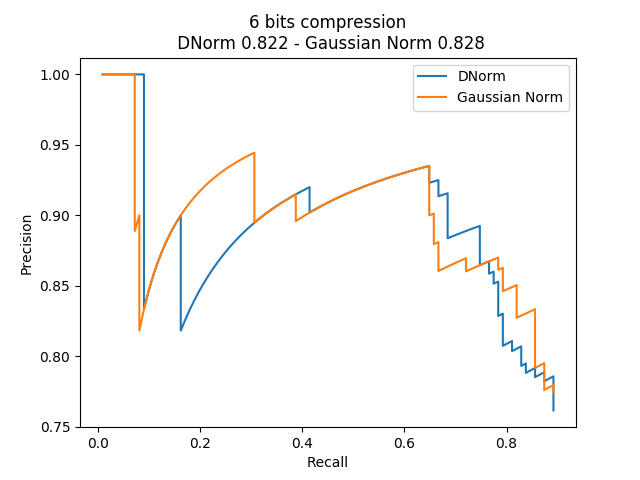 6 bits compression
DNorm 0.822 - Gaussian Norm 0.828
DNorm
Gaussian Norm
1.00
0.95
0.90
0.85
0.80
0.75
Precision
0.0 0.2 0.4 0.6 0.8
Recall